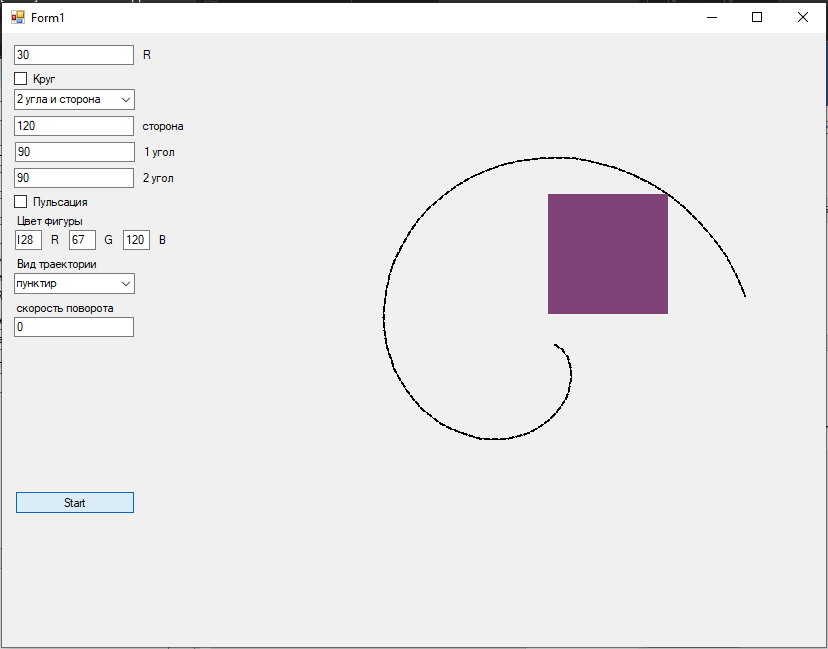 Form1
30 R
Круг
2 угла и сторона
120 сторона
90 1 угол
90 2 угол
Пульсация
Цвет фигуры
128 R 67 G 120 B
Вид траектории
пунктир
скорость поворота
0
Start